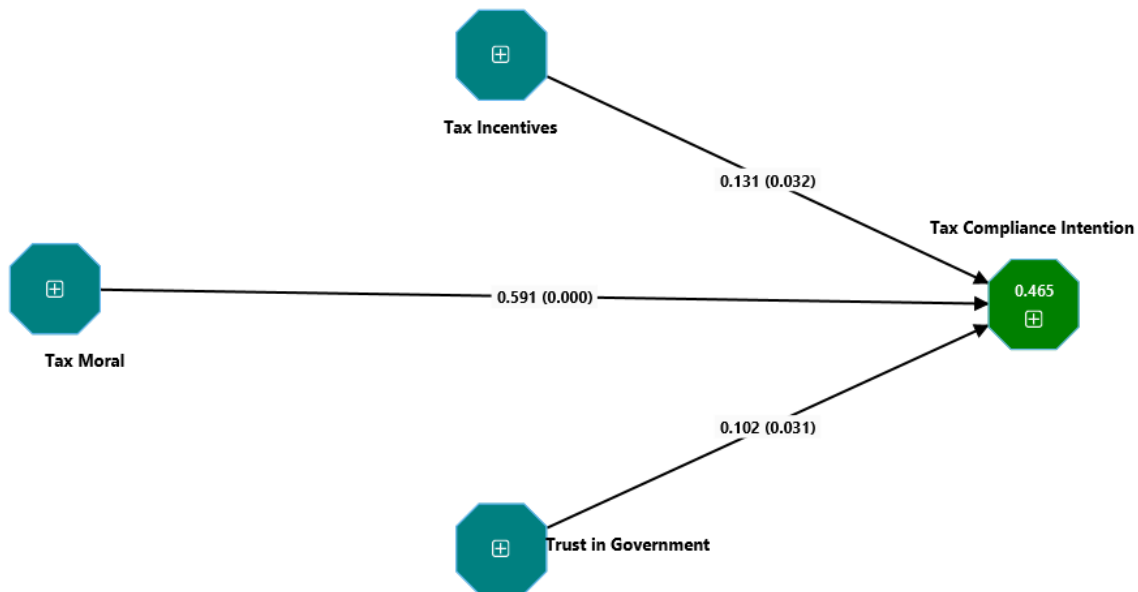 Tax Incentives
0.131 (0.032)
Tax Compliance Intention
0.465
0.591 (0.000)
Tax Moral
0.102 (0.031)
Trust in Government